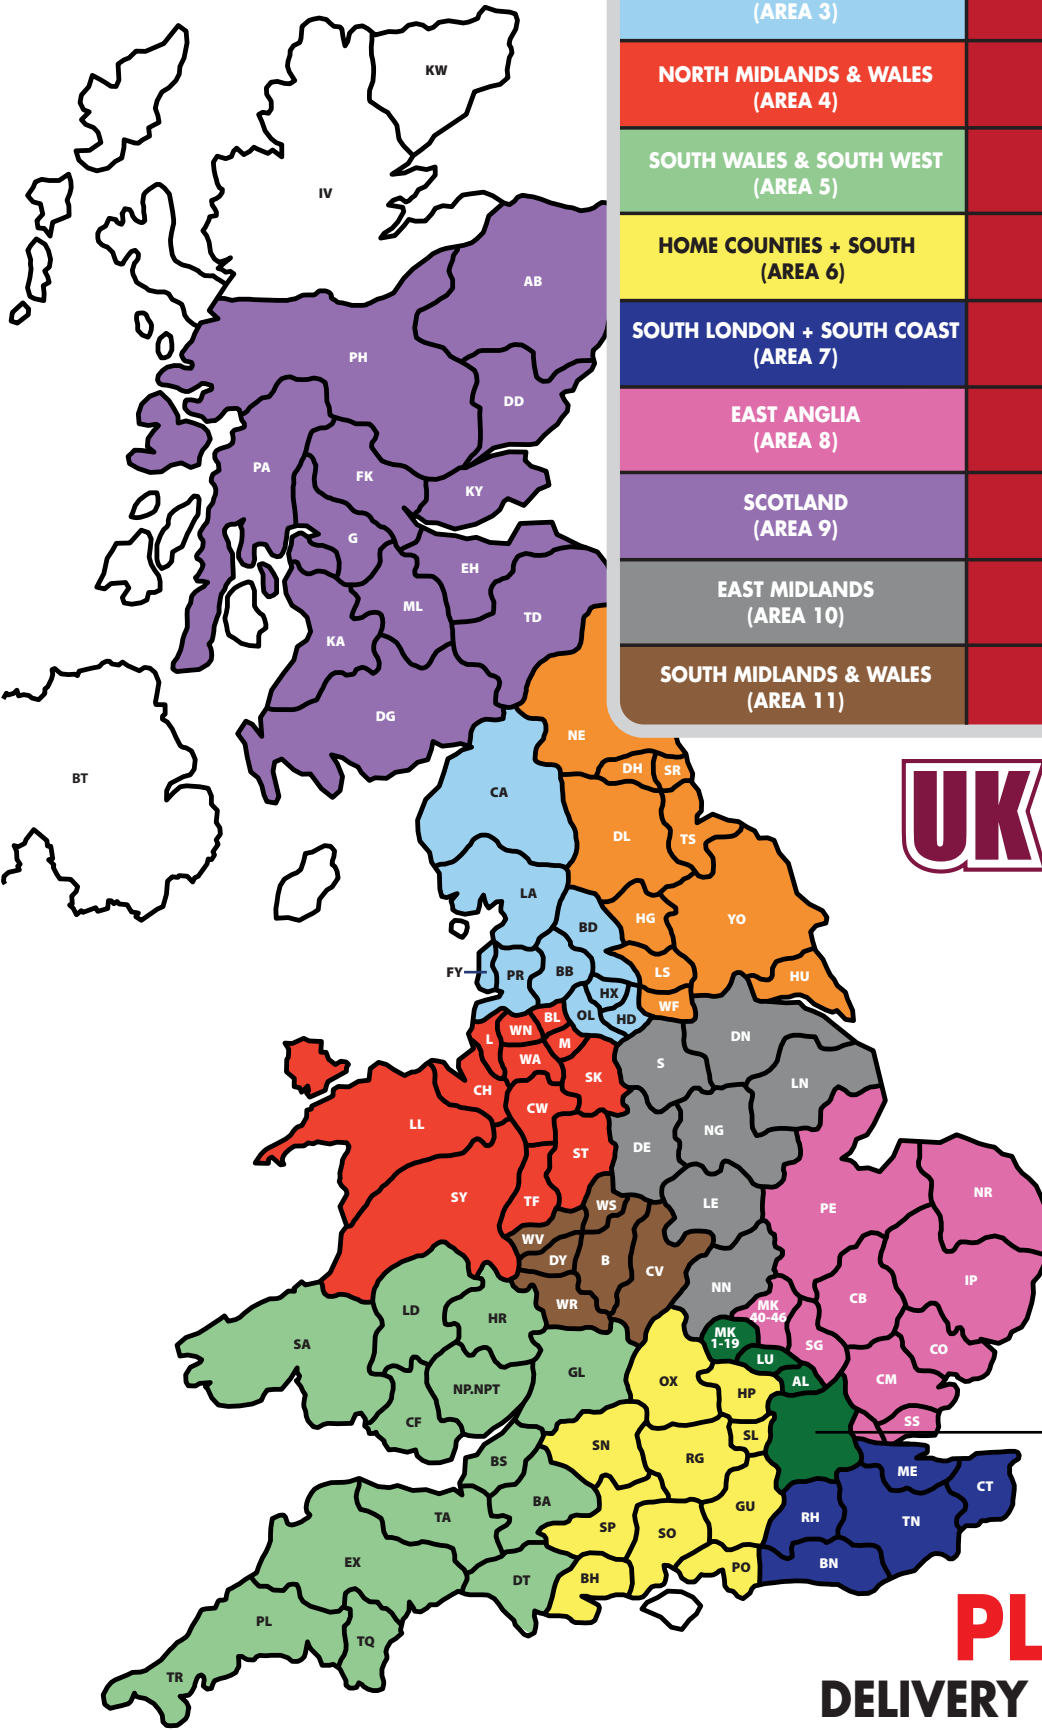 (AREA 3)
NORTH MIDLANDS & WALES
(AREA 4)
SOUTH WALES & SOUTH WEST
(AREA 5)
HOME COUNTIES + SOUTH
(AREA 6)
SOUTH LONDON + SOUTH COAST
(AREA 7)
EAST ANGLIA
(AREA 8)
SCOTLAND
(AREA 9)
EAST MIDLANDS
(AREA 10)
SOUTH MIDLANDS & WALES
(AREA 11)
KW
IV
AB
PH
DD
PA
FK
KY
G
EH
ML
TD
KA
DG
NE
BT
DH
SR
CA
DL
TS
UK
LA
BD
HG
YO
FY
PR
BB
LS
HU
HX
WF
BL
OL
HD
L
WN
M
WA
S
DN
SK
LN
CH
CW
LL
NG
ST
DE
SY
TF
WS
LE
PE
NR
WV
DY
B
CV
NN
IP
WR
MK
40-46
CB
LD
HR
SA
MK
1-19
SG
CO
LU
GL
OX
HP
AL
CM
NP.NPT
CF
SS
SN
SL
BS
RG
ME
CT
BA
TA
SP
SO
GU
RH
TN
EX
DT
BH
PO
BN
PL
TQ
TR
PL
DELIVERY